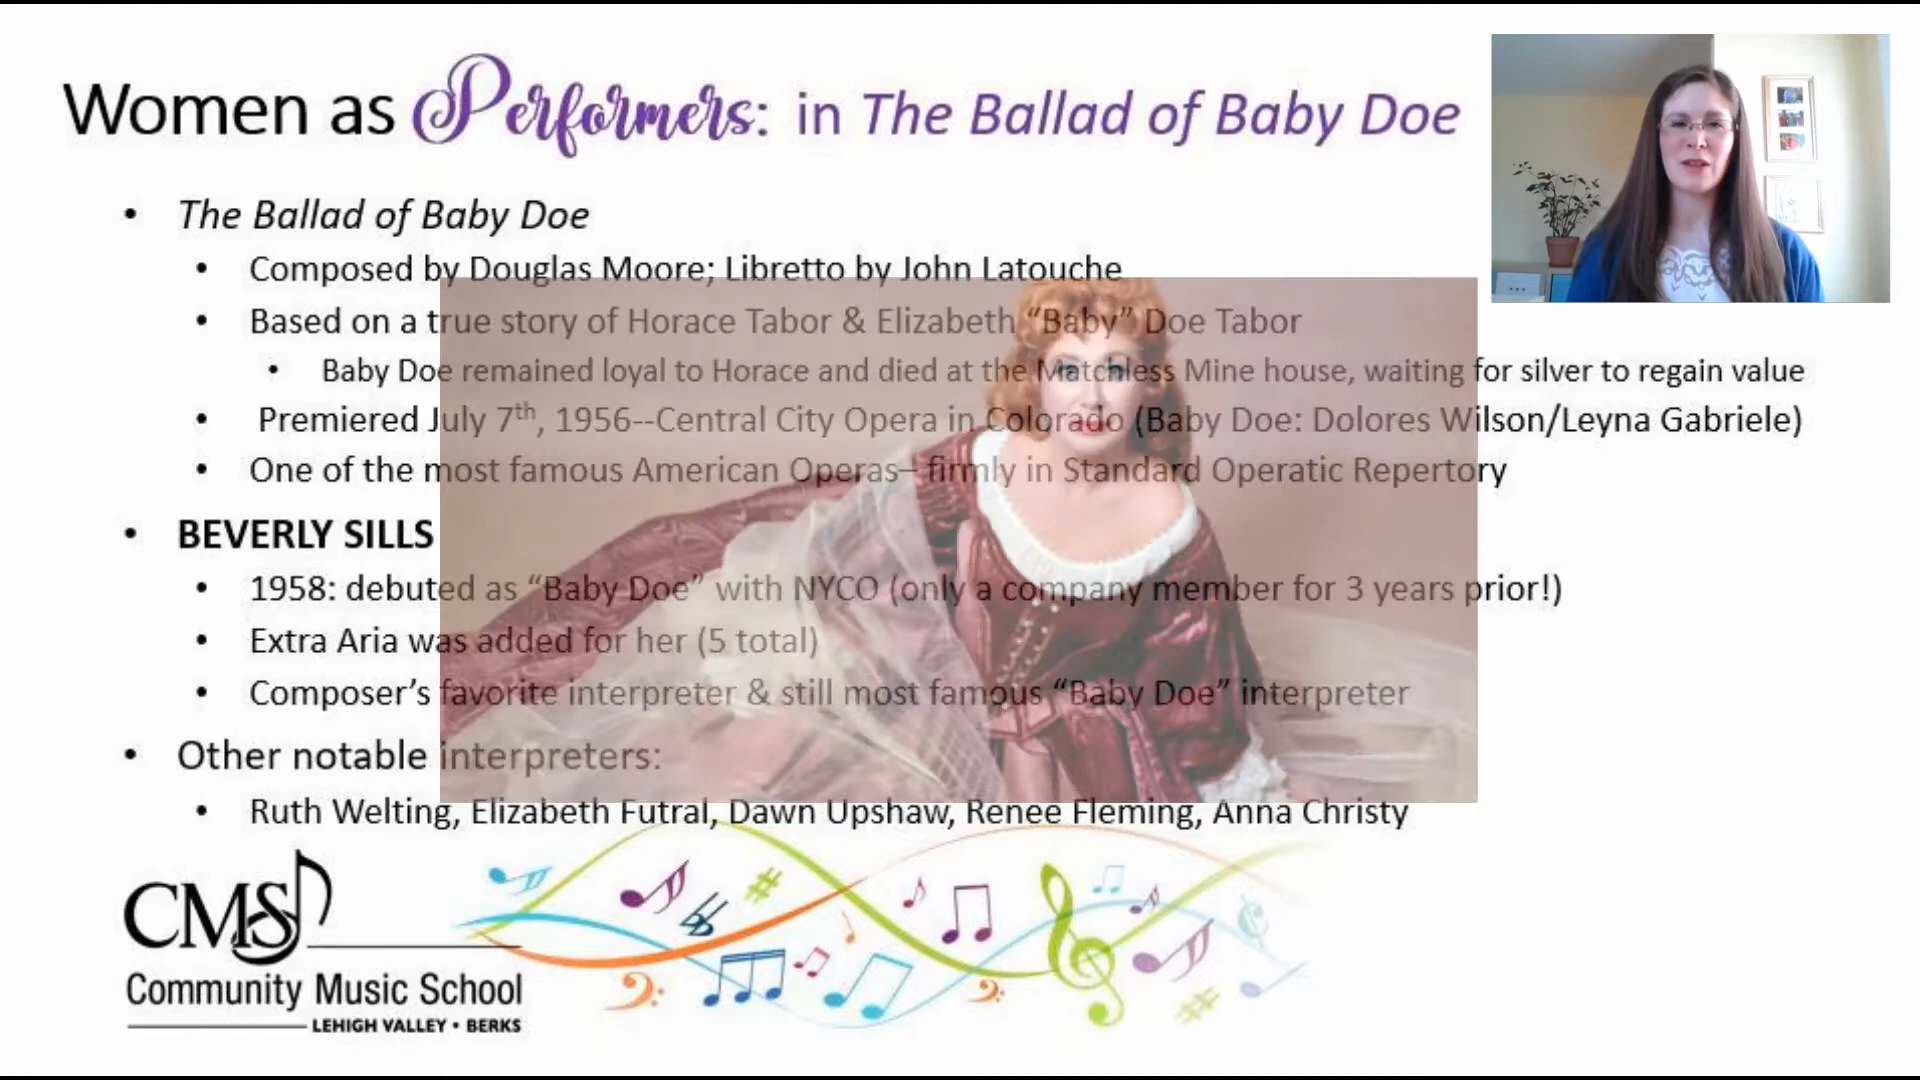 Women as Performers: in The Ballad of Baby Doe
• The Ballad of Baby Doe
• Composed by Douglas Moore; Libretto by John Latouche
• Based on a true story of Horace Tabor & Elizabeth “Baby” Doe Tabor
• Baby Doe remained loyal to Horace and died at the Matchless Mine house, waiting for silver to regain value
• Premiered July 7th, 1956--Central City Opera in Colorado (Baby Doe: Dolores Wilson/Leyna Gabriele)
• One of the most famous American Operas– firmly in Standard Operatic Repertory
• BEVERLY SILLS
• 1958: debuted as “Baby Doe” with NYCO (only a company member for 3 years prior!)
• Extra Aria was added for her (5 total)
• Composer’s favorite interpreter & still most famous “Baby Doe” interpreter
• Other notable interpreters:
• Ruth Welting, Elizabeth Futral, Dawn Upshaw, Renee Fleming, Anna Christy
CMS
Community Music School
LEHIGH VALLEY • BERKS